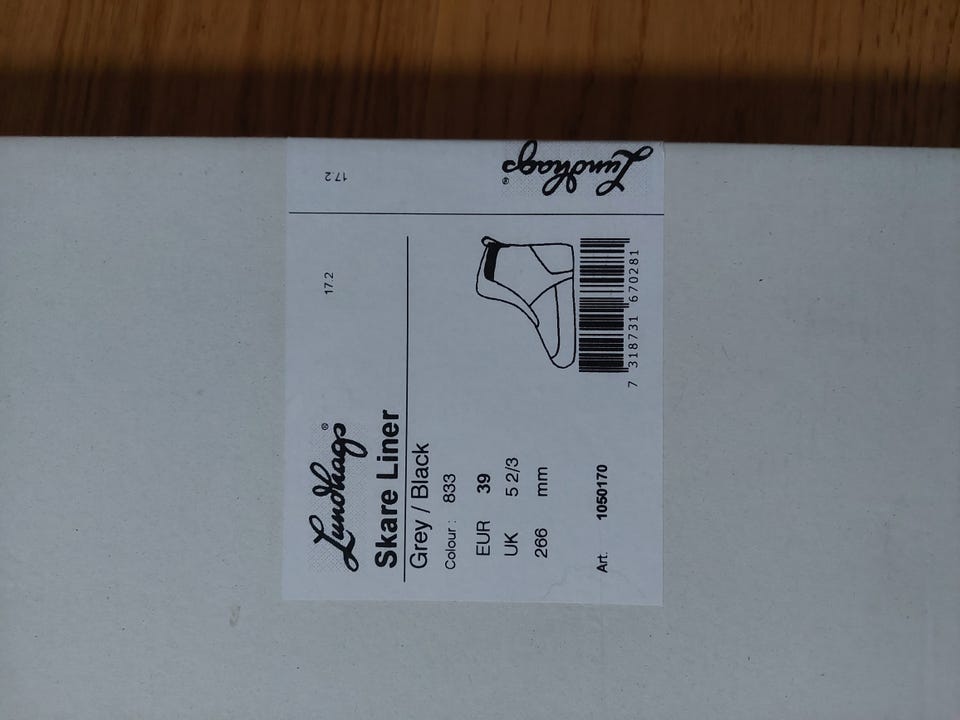 Lundhags®
17.2
Lundhags®
17.2
Skare Liner
Grey / Black
Colour : 833
EUR 39
UK 5 2/3
266 mm
Art. 1050170
7 318731 670281